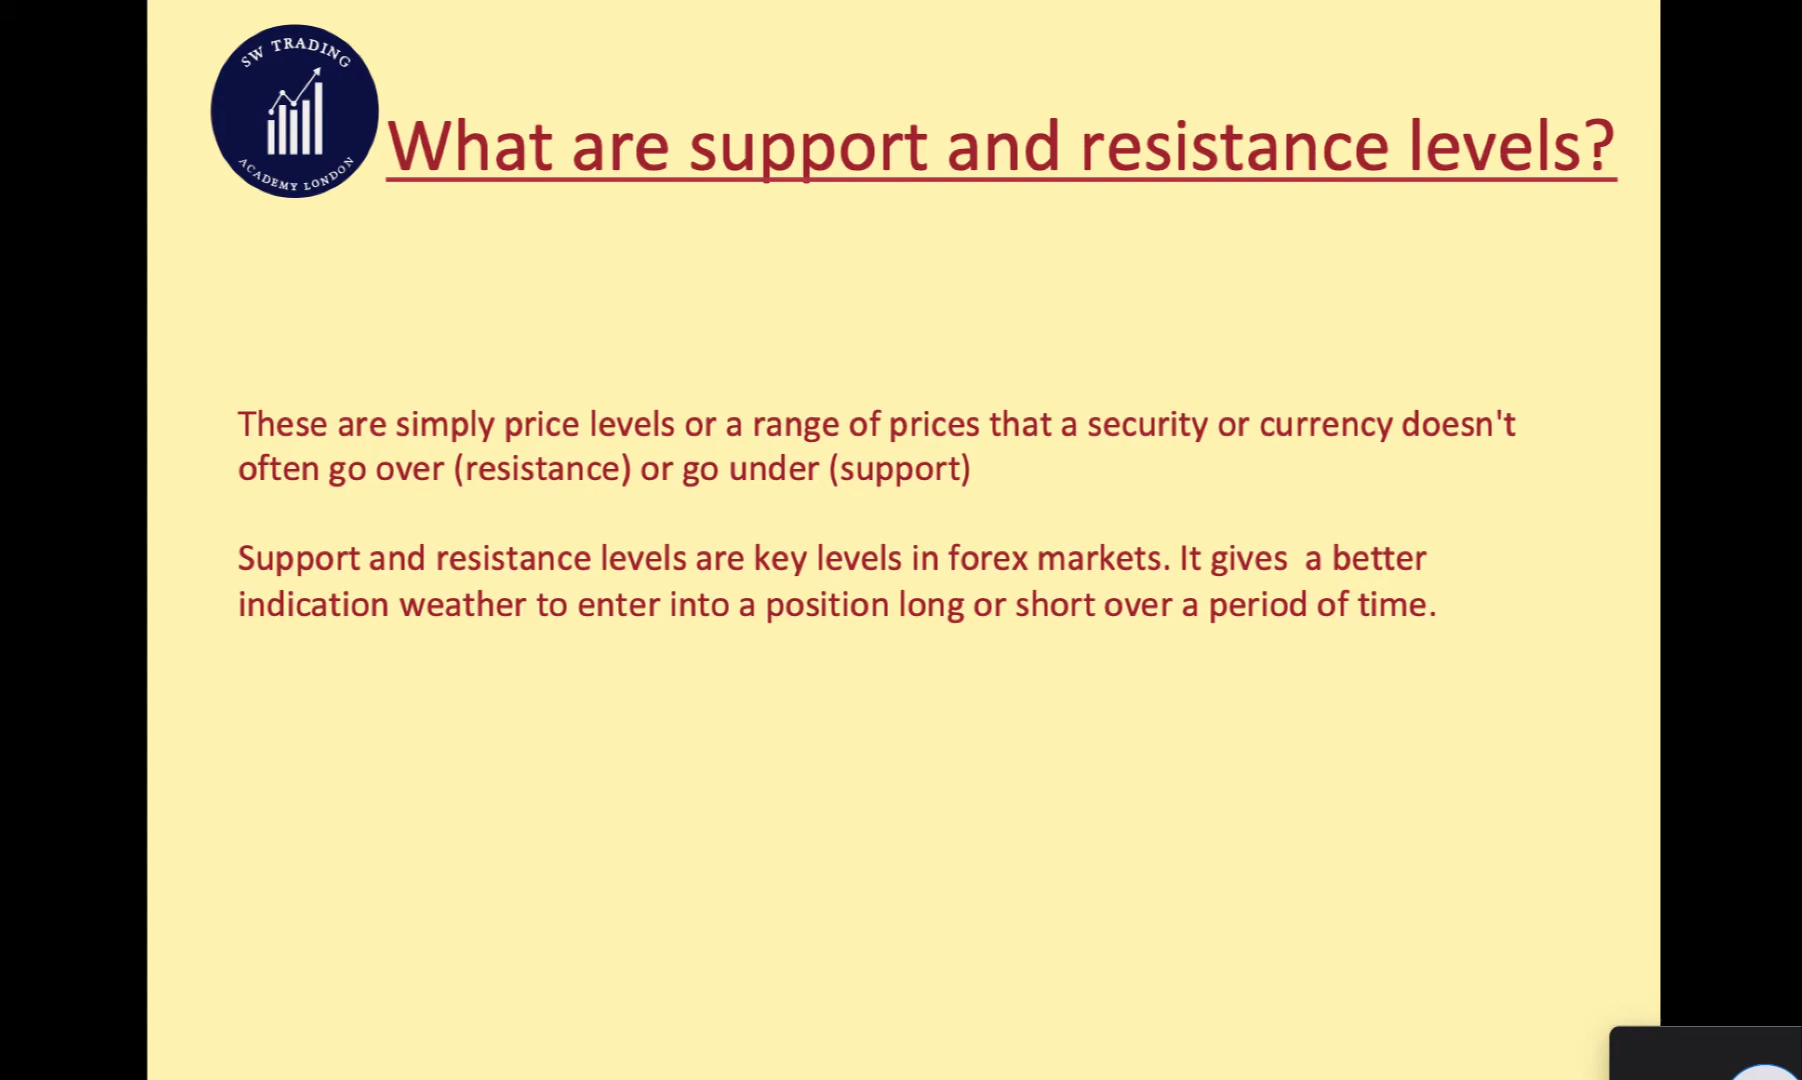 SW TRADING
ACADEMY LONDON
What are support and resistance levels?
These are simply price levels or a range of prices that a security or currency doesn't
often go over (resistance) or go under (support)
Support and resistance levels are key levels in forex markets. It gives  a better
indication weather to enter into a position long or short over a period of time.